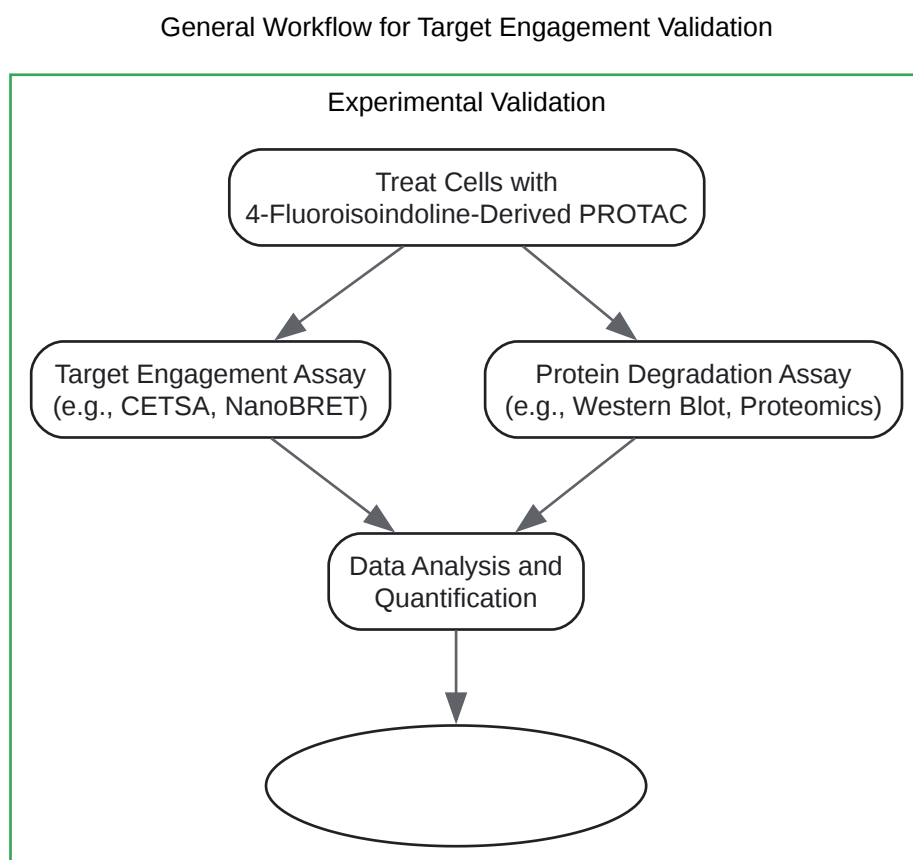 General Workflow for Target Engagement Validation
Experimental Validation
Treat Cells with
4-Fluoroisoindoline-Derived PROTAC
Target Engagement Assay
(e.g., CETSA, NanoBRET)
Protein Degradation Assay
(e.g., Western Blot, Proteomics)
Data Analysis and
Quantification